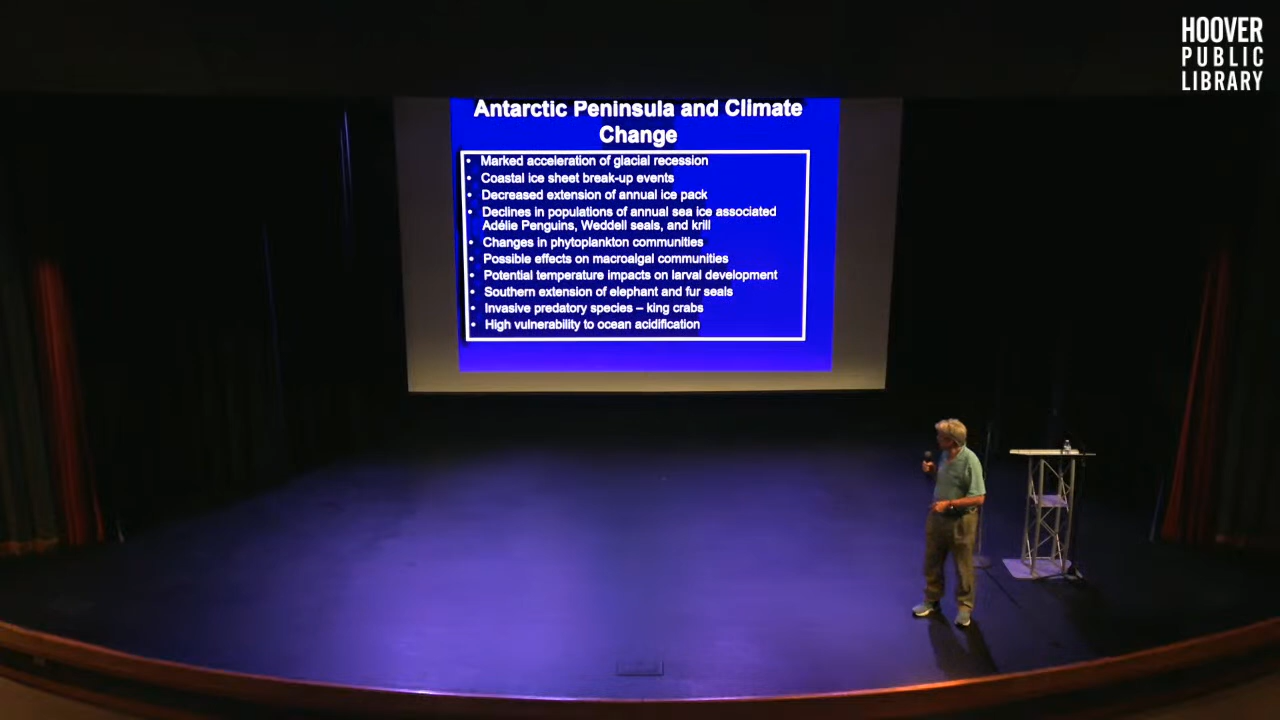 HOOVER
PUBLIC
LIBRARY
Antarctic Peninsula and Climate
Change
• Marked acceleration of glacial recession
• Coastal ice sheet break-up events
• Decreased extension of annual ice pack
• Declines in populations of annual sea ice associated
Adélie Penguins, Weddell seals, and krill
• Changes in phytoplankton communities
• Possible effects on macroalgal communities
• Potential temperature impacts on larval development
• Southern extension of elephant and fur seals
• Invasive predatory species – king crabs
• High vulnerability to ocean acidification